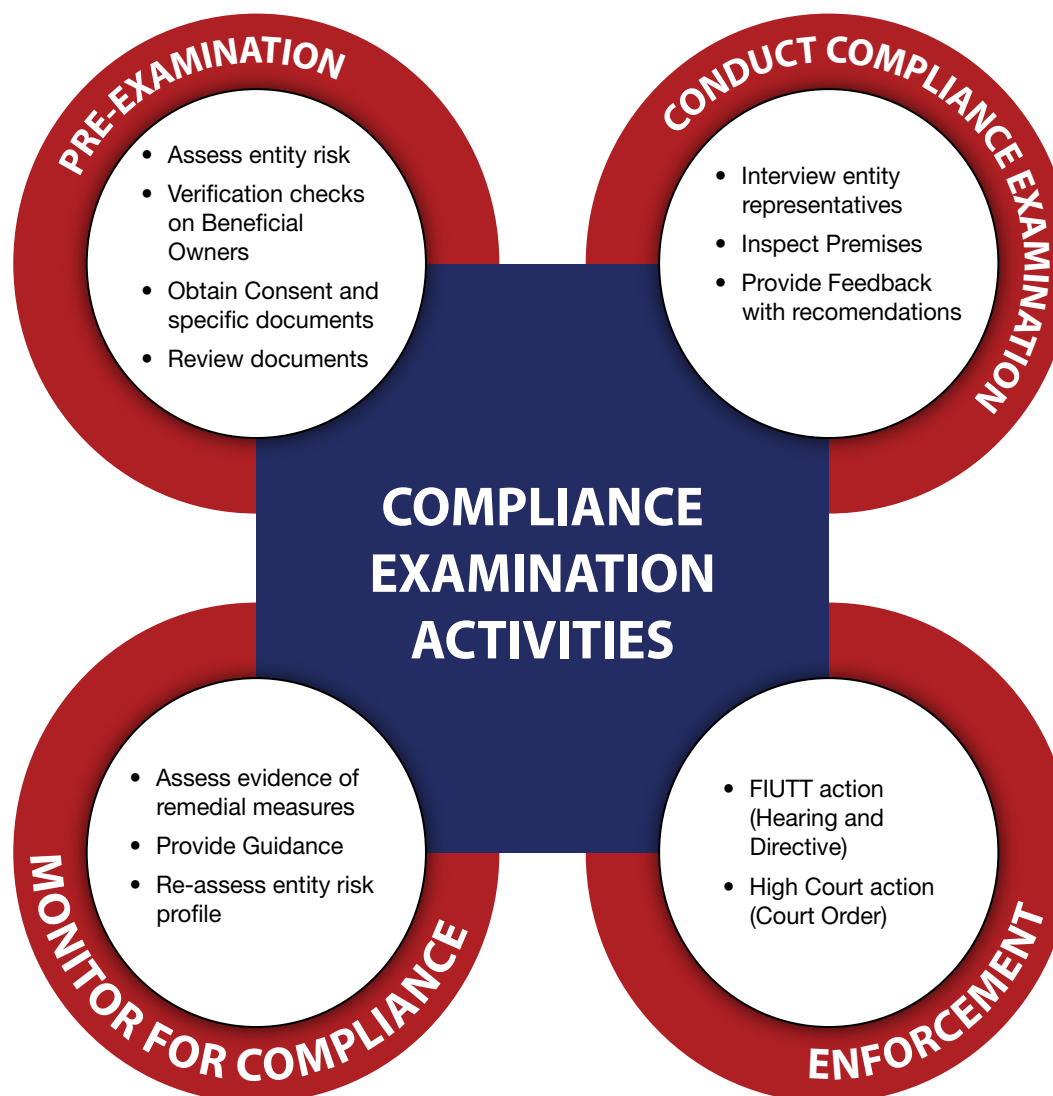 PRE-EXAMINATION
• Assess entity risk
• Verification checks
on Beneficial
Owners
• Obtain Consent and
specific documents
• Review documents
CONDUCT COMPLIANCE EXAMINATION
• Interview entity
representatives
• Inspect Premises
• Provide Feedback
with recomendations
COMPLIANCE
EXAMINATION
ACTIVITIES
• Assess evidence of
remedial measures
• Provide Guidance
• Re-assess entity risk
profile
MONITOR FOR COMPLIANCE
• FIUTT action
(Hearing and
Directive)
• High Court action
(Court Order)
ENFORCEMENT